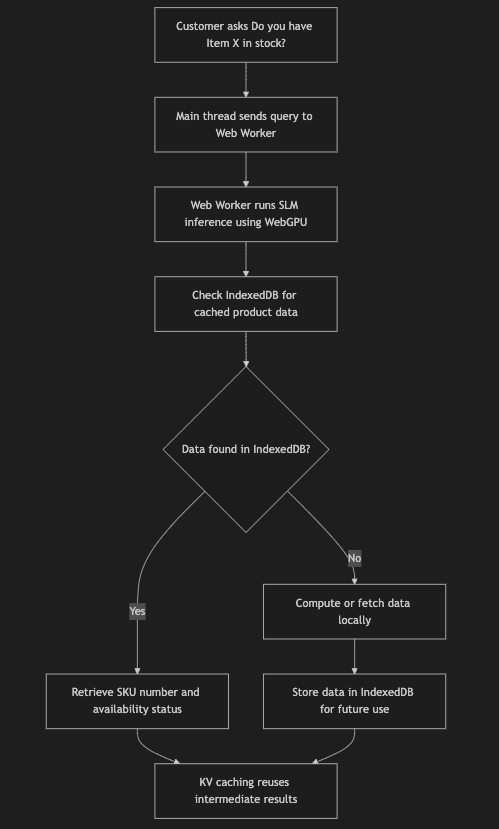 Customer asks Do you have
Item X in stock?
Main thread sends query to
Web Worker
Web Worker runs SLM
inference using WebGPU
Check IndexedDB for
cached product data
Data found in IndexedDB?
No
Compute or fetch data
locally
Yes
Retrieve SKU number and
availability status
Store data in IndexedDB
for future use
KV caching reuses
intermediate results